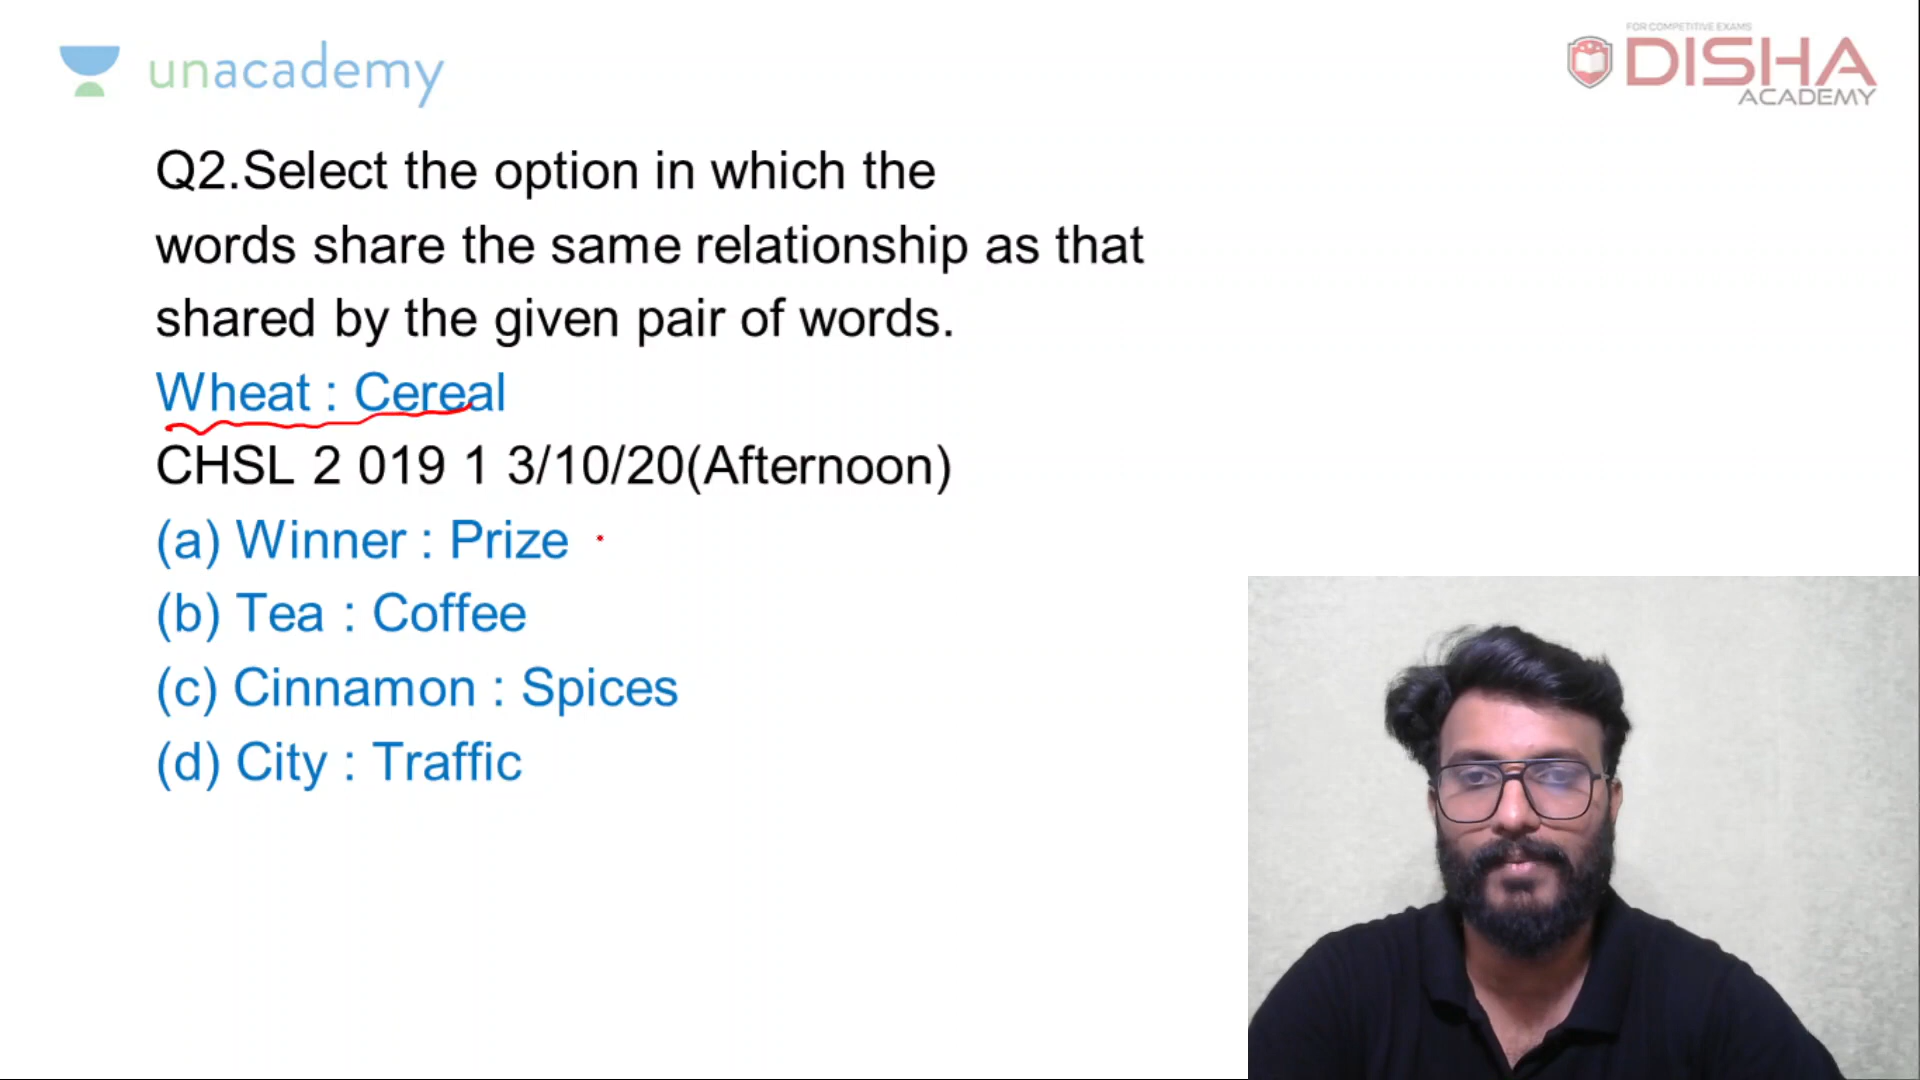 unacademy
FOR COMPETITIVE EXAMS
DISHA
ACADEMY
Q2.Select the option in which the
words share the same relationship as that
shared by the given pair of words.
Wheat : Cereal
CHSL 2 019 1 3/10/20(Afternoon)
(a) Winner : Prize
(b) Tea : Coffee
(c) Cinnamon : Spices
(d) City : Traffic